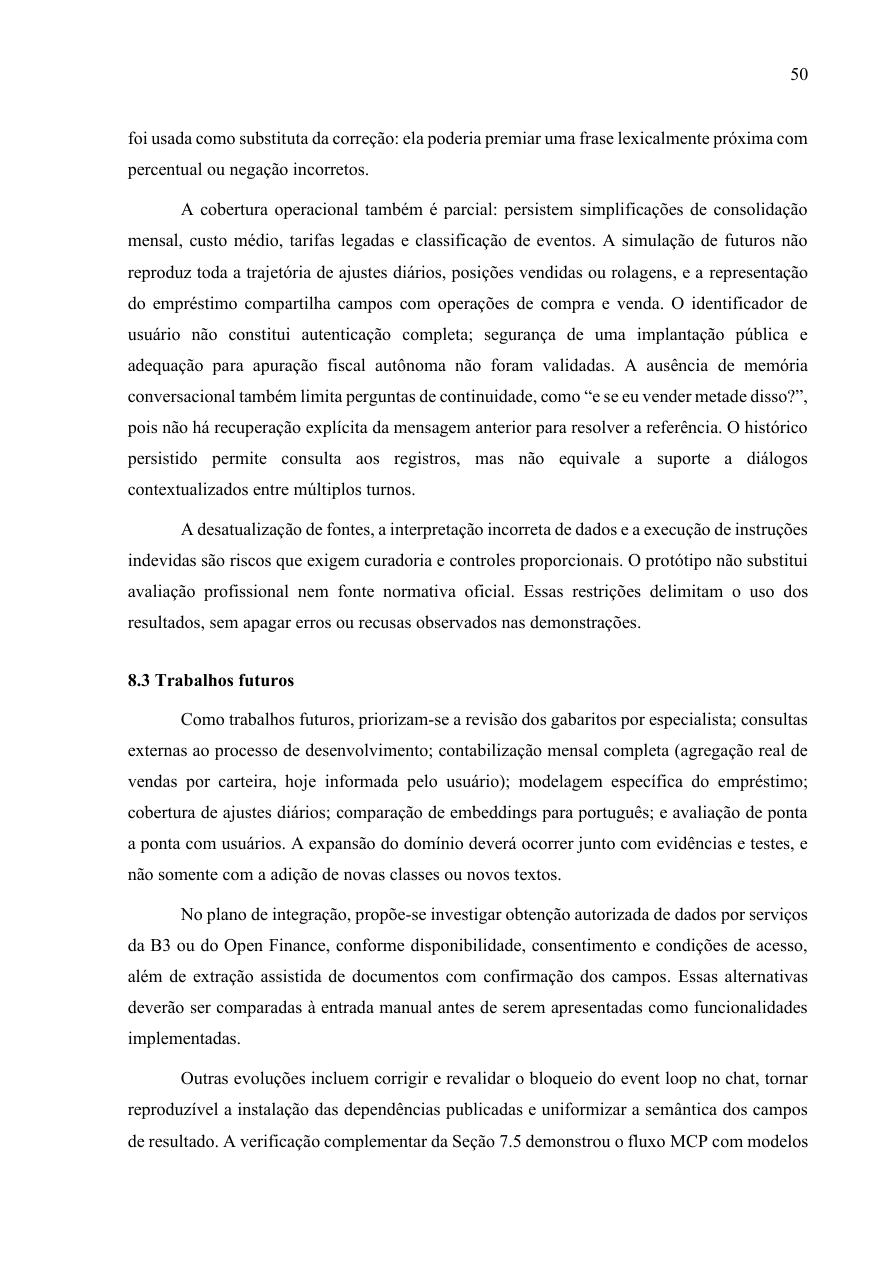 50
foi usada como substituta da correção: ela poderia premiar uma frase lexicalmente próxima com
percentual ou negação incorretos.
A cobertura operacional também é parcial: persistem simplificações de consolidação
mensal, custo médio, tarifas legadas e classificação de eventos. A simulação de futuros não
reproduz toda a trajetória de ajustes diários, posições vendidas ou rolagens, e a representação
do empréstimo compartilha campos com operações de compra e venda. O identificador de
usuário não constitui autenticação completa; segurança de uma implantação pública e
adequação para apuração fiscal autônoma não foram validadas. A ausência de memória
conversacional também limita perguntas de continuidade, como “e se eu vender metade disso?”,
pois não há recuperação explícita da mensagem anterior para resolver a referência. O histórico
persistido permite consulta aos registros, mas não equivale a suporte a diálogos
contextualizados entre múltiplos turnos.
A desatualização de fontes, a interpretação incorreta de dados e a execução de instruções
indevidas são riscos que exigem curadoria e controles proporcionais. O protótipo não substitui
avaliação profissional nem fonte normativa oficial. Essas restrições delimitam o uso dos
resultados, sem apagar erros ou recusas observados nas demonstrações.
8.3 Trabalhos futuros
Como trabalhos futuros, priorizam-se a revisão dos gabaritos por especialista; consultas
externas ao processo de desenvolvimento; contabilização mensal completa (agregação real de
vendas por carteira, hoje informada pelo usuário); modelagem específica do empréstimo;
cobertura de ajustes diários; comparação de embeddings para português; e avaliação de ponta
a ponta com usuários. A expansão do domínio deverá ocorrer junto com evidências e testes, e
não somente com a adição de novas classes ou novos textos.
No plano de integração, propõe-se investigar obtenção autorizada de dados por serviços
da B3 ou do Open Finance, conforme disponibilidade, consentimento e condições de acesso,
além de extração assistida de documentos com confirmação dos campos. Essas alternativas
deverão ser comparadas à entrada manual antes de serem apresentadas como funcionalidades
implementadas.
Outras evoluções incluem corrigir e revalidar o bloqueio do event loop no chat, tornar
reproduzível a instalação das dependências publicadas e uniformizar a semântica dos campos
de resultado. A verificação complementar da Seção 7.5 demonstrou o fluxo MCP com modelos